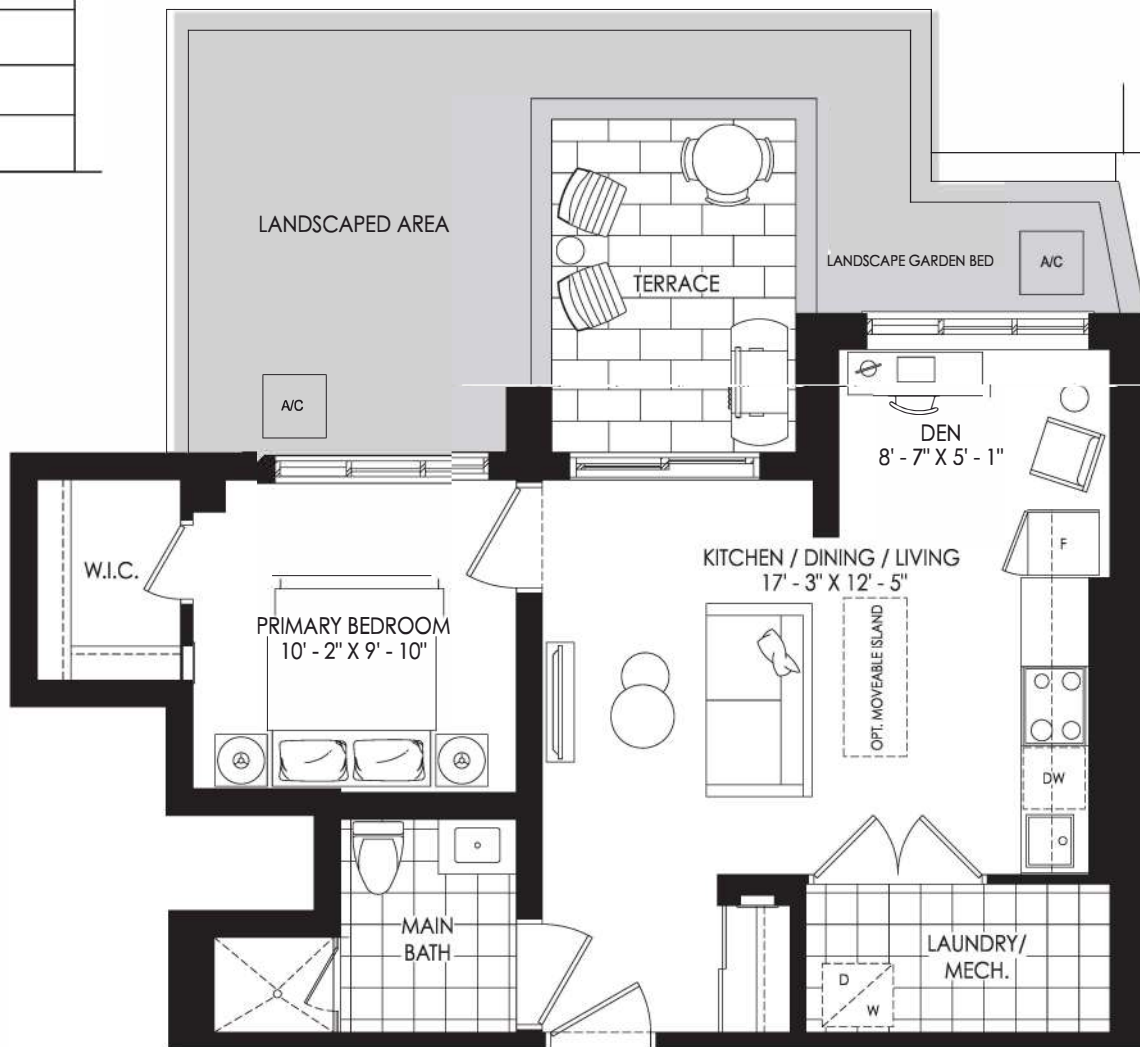 LANDSCAPED AREA
LANDSCAPE GARDEN BED
A/C
TERRACE
A/C
DEN
8' - 7" X 5' - 1"
F
KITCHEN / DINING / LIVING
17' - 3" X 12' - 5"
W.I.C.
PRIMARY BEDROOM
10' - 2" X 9' - 10"
OPT. MOVEABLE ISLAND
DW
MAIN
BATH
LAUNDRY/
MECH.
D
W